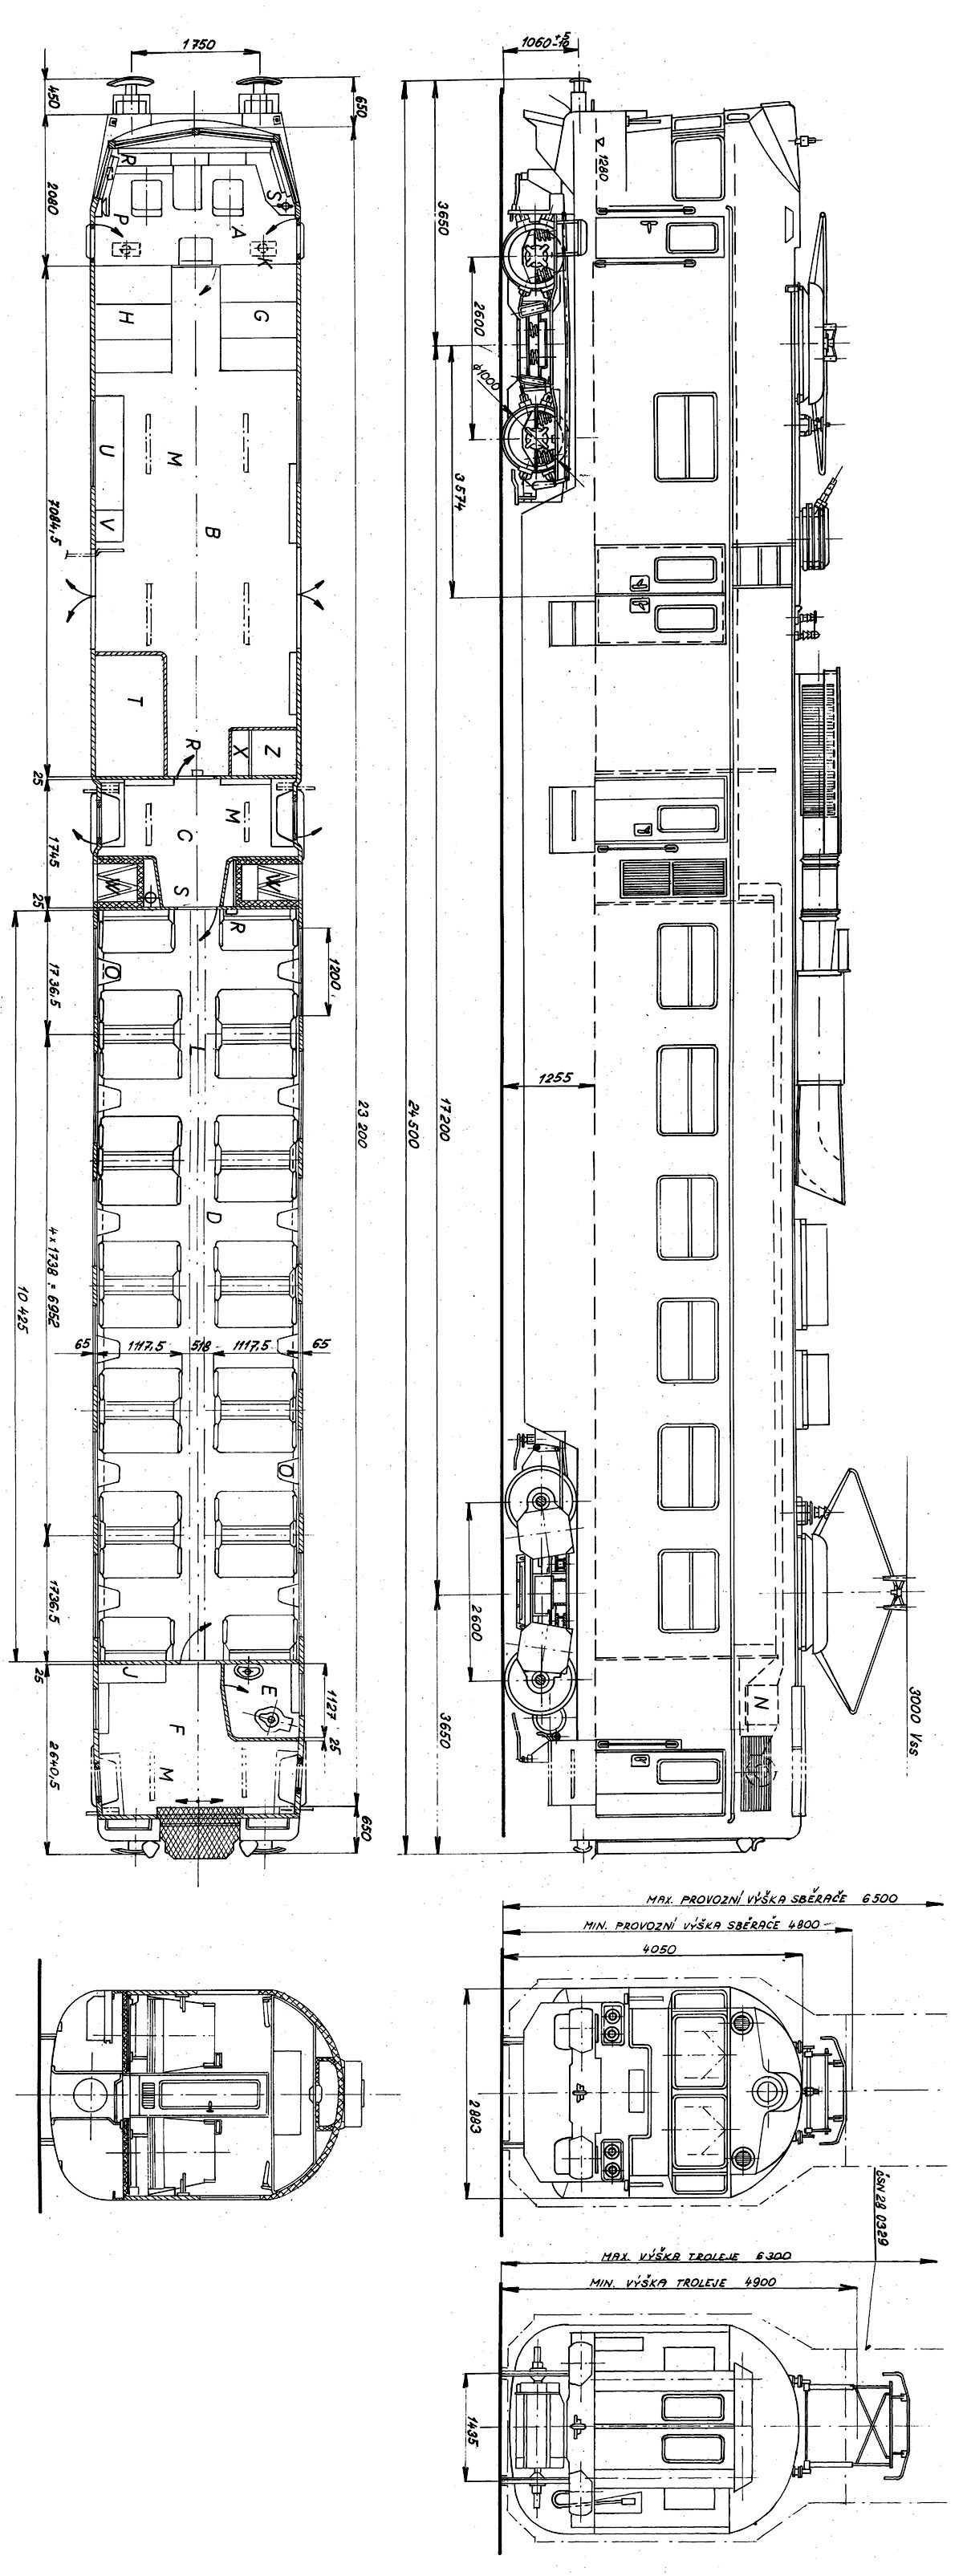 1750
1060 +5 -10
450
650
2080
▽ 1280
3650
2600
⌀1000
3574
R
S
P
A
K
H
G
U
V
M
B
7084,5
T
R
X
Z
25
1745
25
M
C
S
W
W
R
O
1736,5
1200
L
1255
17200
24 500
23 200
D
4 x 1738 = 6952
10 425
65
1117,5
518
1117,5
65
O
1736,5
2600
25
J
E
1127
25
F
M
N
3000 Vss
3650
2640,5
650
MAX. PROVOZNÍ VÝŠKA SBĚRAČE 6500
MIN. PROVOZNÍ VÝŠKA SBĚRAČE 4800
4050
2883
ČSN 28 0329
MAX. VÝŠKA TROLEJE 6300
MIN. VÝŠKA TROLEJE 4900
1435